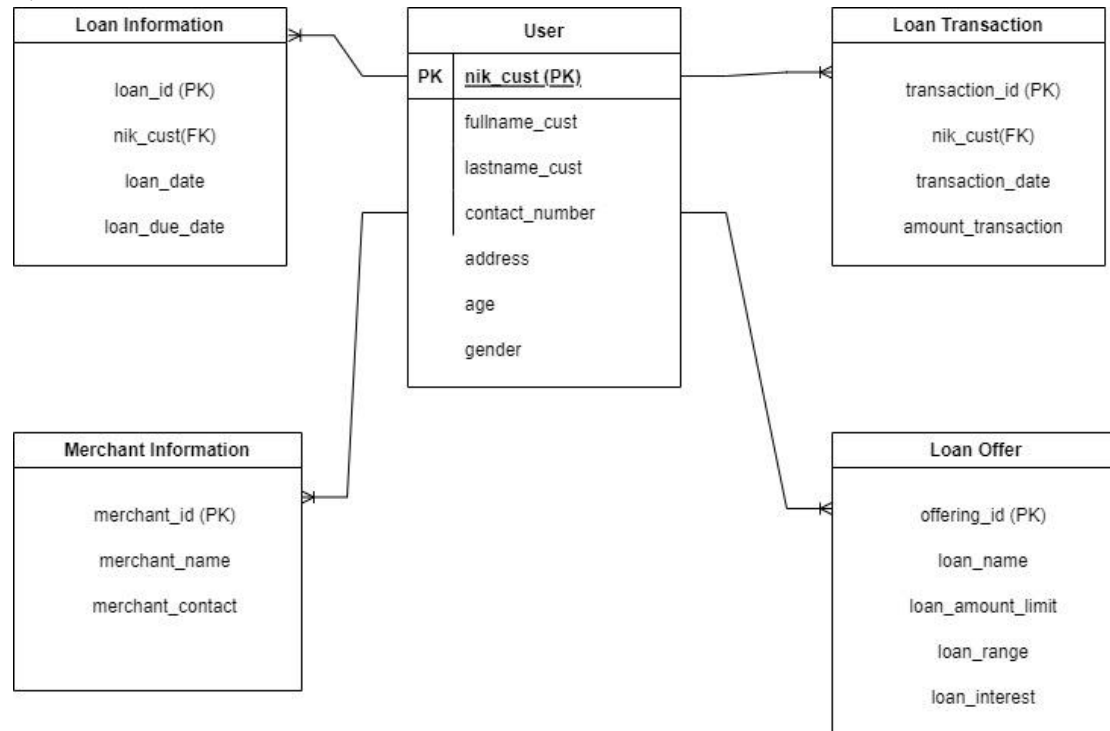 Loan Information
loan_id (PK)
nik_cust(FK)
loan_date
loan_due_date
User
PK
nik_cust (PK)
fullname_cust
lastname_cust
contact_number
address
age
gender
Loan Transaction
transaction_id (PK)
nik_cust(FK)
transaction_date
amount_transaction
Merchant Information
merchant_id (PK)
merchant_name
merchant_contact
Loan Offer
offering_id (PK)
loan_name
loan_amount_limit
loan_range
loan_interest